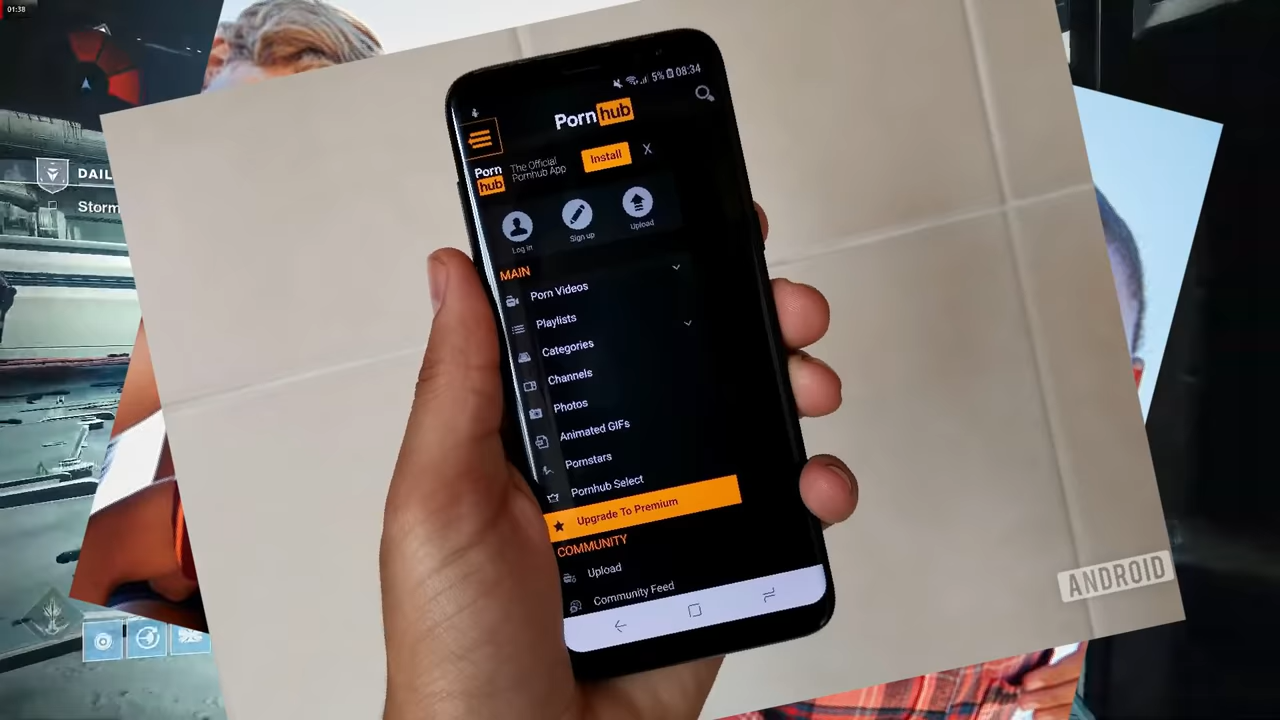 01:38
DAIL
Storm
5% 08:34
Porn hub
Porn hub
The Official
Pornhub App
Install
X
Log in
Sign up
Upload
MAIN
Porn Videos
Playlists
Categories
Channels
Photos
Animated GIFs
Pornstars
Pornhub Select
Upgrade To Premium
COMMUNITY
Upload
Community Feed
ANDROID